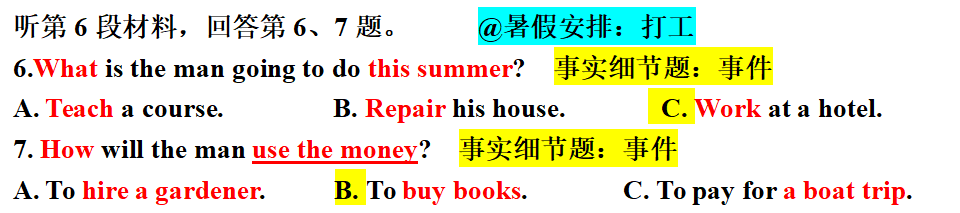 听第 6 段材料，回答第 6、7 题。 @暑假安排：打工
6.What is the man going to do this summer? 事实细节题：事件
A. Teach a course. B. Repair his house. C. Work at a hotel.
7. How will the man use the money? 事实细节题：事件
A. To hire a gardener. B. To buy books. C. To pay for a boat trip.